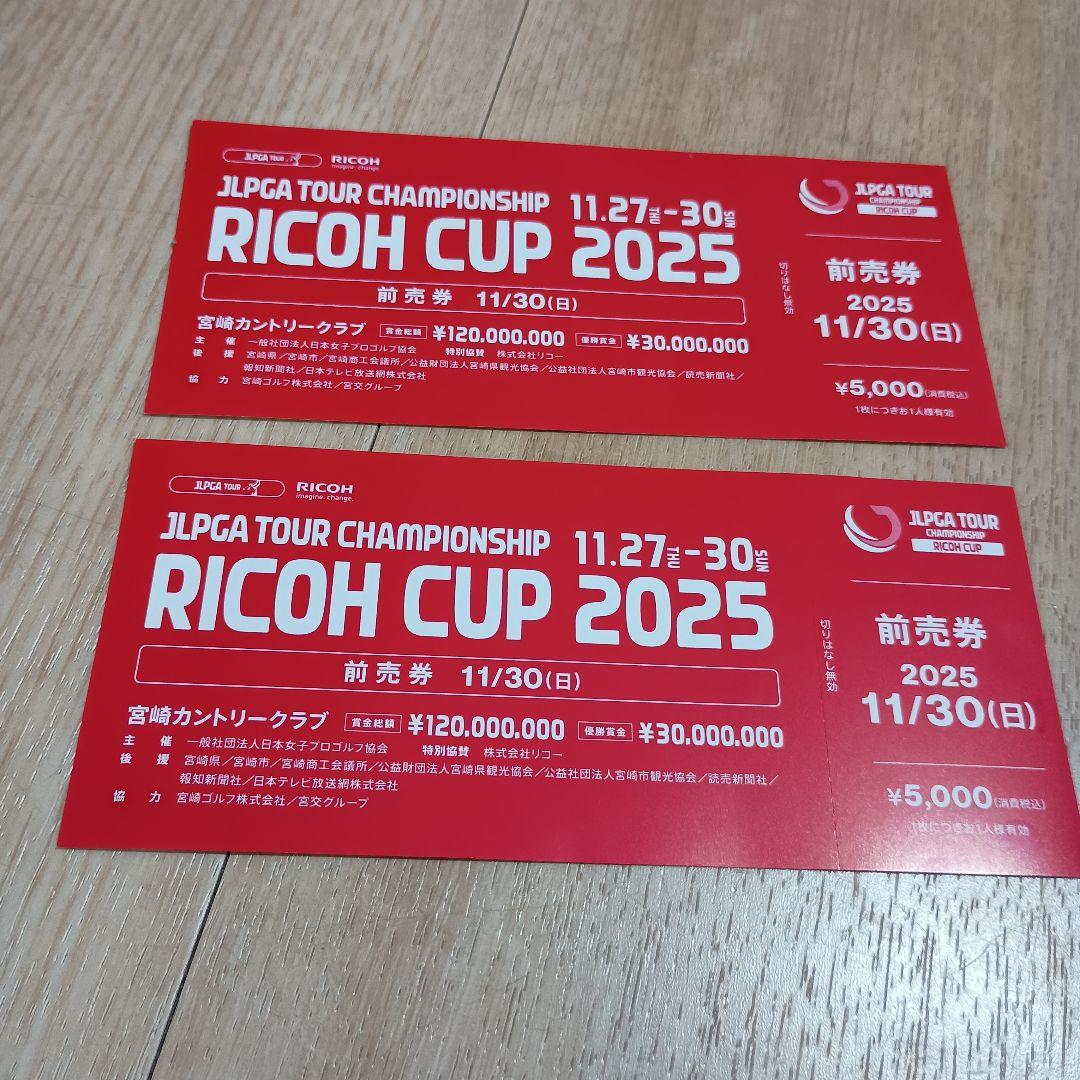 JLPGA TOUR
RICOH
imagine. change.
JLPGA TOUR CHAMPIONSHIP 11.27 THU -30 SUN
RICOH CUP 2025
前売券 11/30(日)
宮崎カントリークラブ 賞金総額 ¥120.000.000 優勝賞金 ¥30.000.000
主催 一般社団法人日本女子プロゴルフ協会 特別協賛 株式会社リコー
後援 宮崎県/宮崎市/宮崎商工会議所/公益財団法人宮崎県観光協会/公益社団法人宮崎市観光協会/読売新聞社/
報知新聞社/日本テレビ放送網株式会社
協力 宮崎ゴルフ株式会社/宮交グループ
切りはなし無効
JLPGA TOUR
CHAMPIONSHIP
RICOH CUP
前売券
2025
11/30(日)
¥5,000(消費税込)
1枚につきお1人様有効
JLPGA TOUR
RICOH
imagine. change.
JLPGA TOUR CHAMPIONSHIP 11.27 THU -30 SUN
RICOH CUP 2025
前売券 11/30(日)
宮崎カントリークラブ 賞金総額 ¥120.000.000 優勝賞金 ¥30.000.000
主催 一般社団法人日本女子プロゴルフ協会 特別協賛 株式会社リコー
後援 宮崎県/宮崎市/宮崎商工会議所/公益財団法人宮崎県観光協会/公益社団法人宮崎市観光協会/読売新聞社/
報知新聞社/日本テレビ放送網株式会社
協力 宮崎ゴルフ株式会社/宮交グループ
切りはなし無効
JLPGA TOUR
CHAMPIONSHIP
RICOH CUP
前売券
2025
11/30(日)
¥5,000(消費税込)
1枚につきお1人様有効